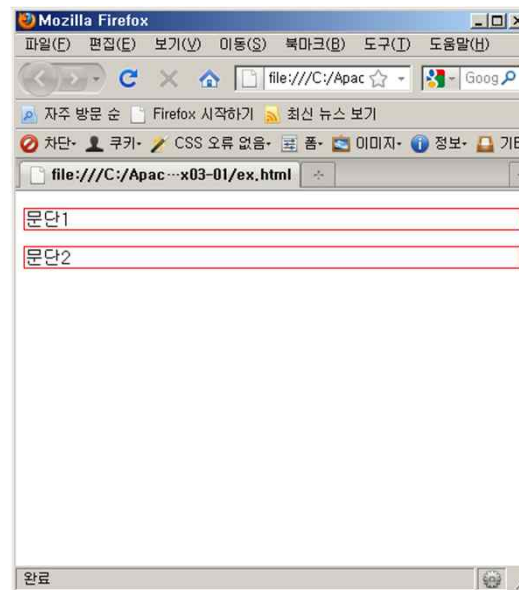 Mozilla Firefox
파일(F) 편집(E) 보기(V) 이동(S) 북마크(B) 도구(T) 도움말(H)
file:///C:/Apac Goog
자주 방문 순 Firefox 시작하기 최신 뉴스 보기
차단 쿠키 CSS 오류 없음 폼 이미지 정보 기타
file:///C:/Apac…x03-01/ex.html
문단1
문단2
완료